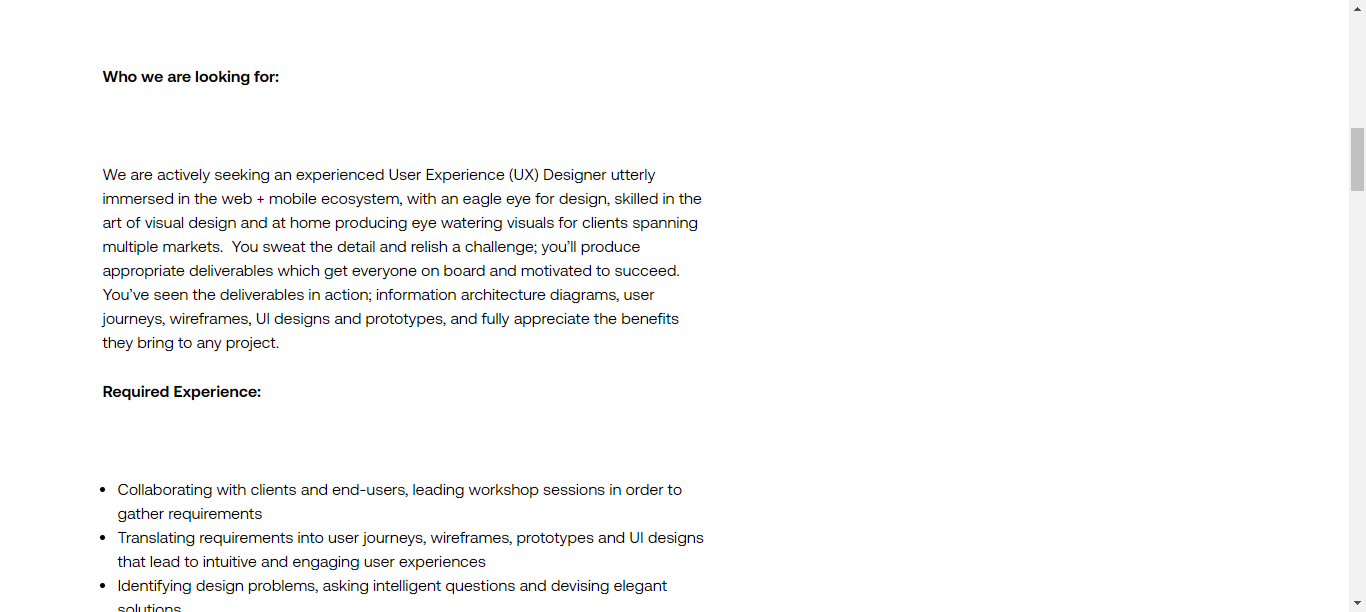 Who we are looking for:
We are actively seeking an experienced User Experience (UX) Designer utterly
immersed in the web + mobile ecosystem, with an eagle eye for design, skilled in the
art of visual design and at home producing eye watering visuals for clients spanning
multiple markets.  You sweat the detail and relish a challenge; you’ll produce
appropriate deliverables which get everyone on board and motivated to succeed.
You’ve seen the deliverables in action; information architecture diagrams, user
journeys, wireframes, UI designs and prototypes, and fully appreciate the benefits
they bring to any project.
Required Experience:
• Collaborating with clients and end-users, leading workshop sessions in order to
gather requirements
• Translating requirements into user journeys, wireframes, prototypes and UI designs
that lead to intuitive and engaging user experiences
• Identifying design problems, asking intelligent questions and devising elegant
solutions